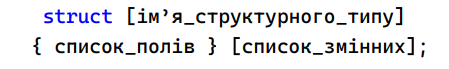 struct [ім’я_структурного_типу]
{ список_полів } [список_змінних];